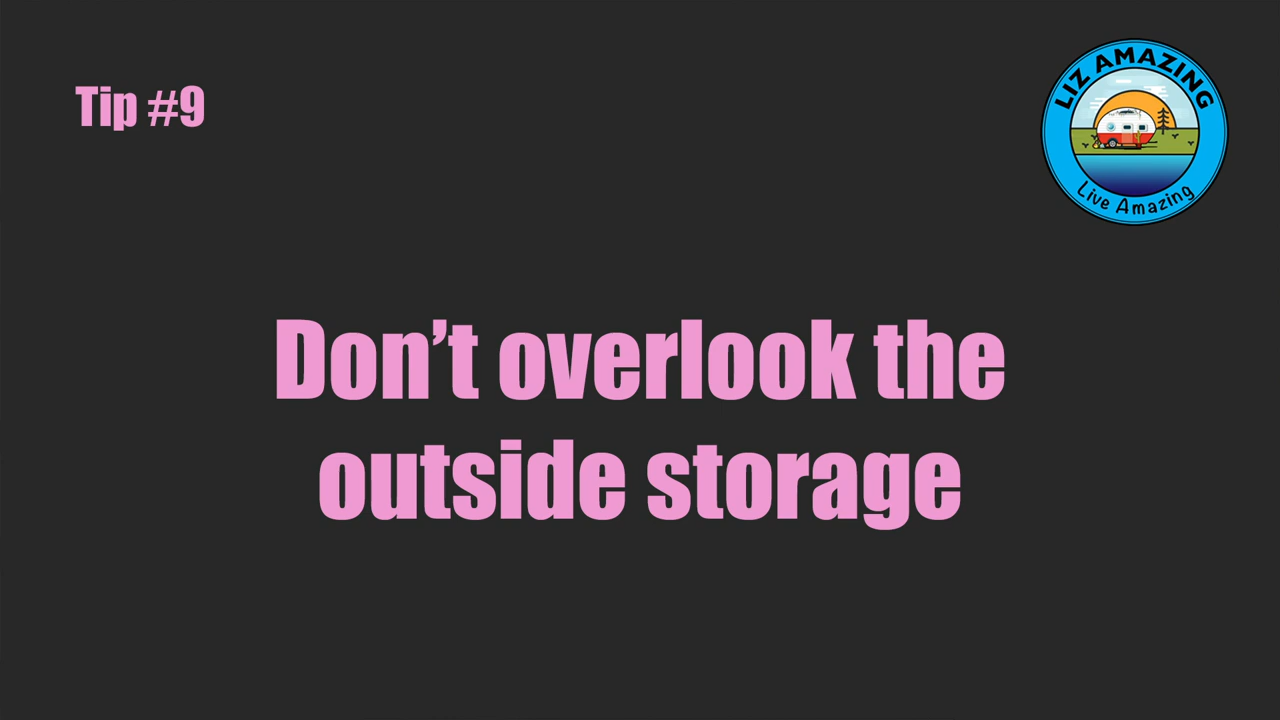 Tip #9
LIZ AMAZING
Live Amazing
Don’t overlook the
outside storage